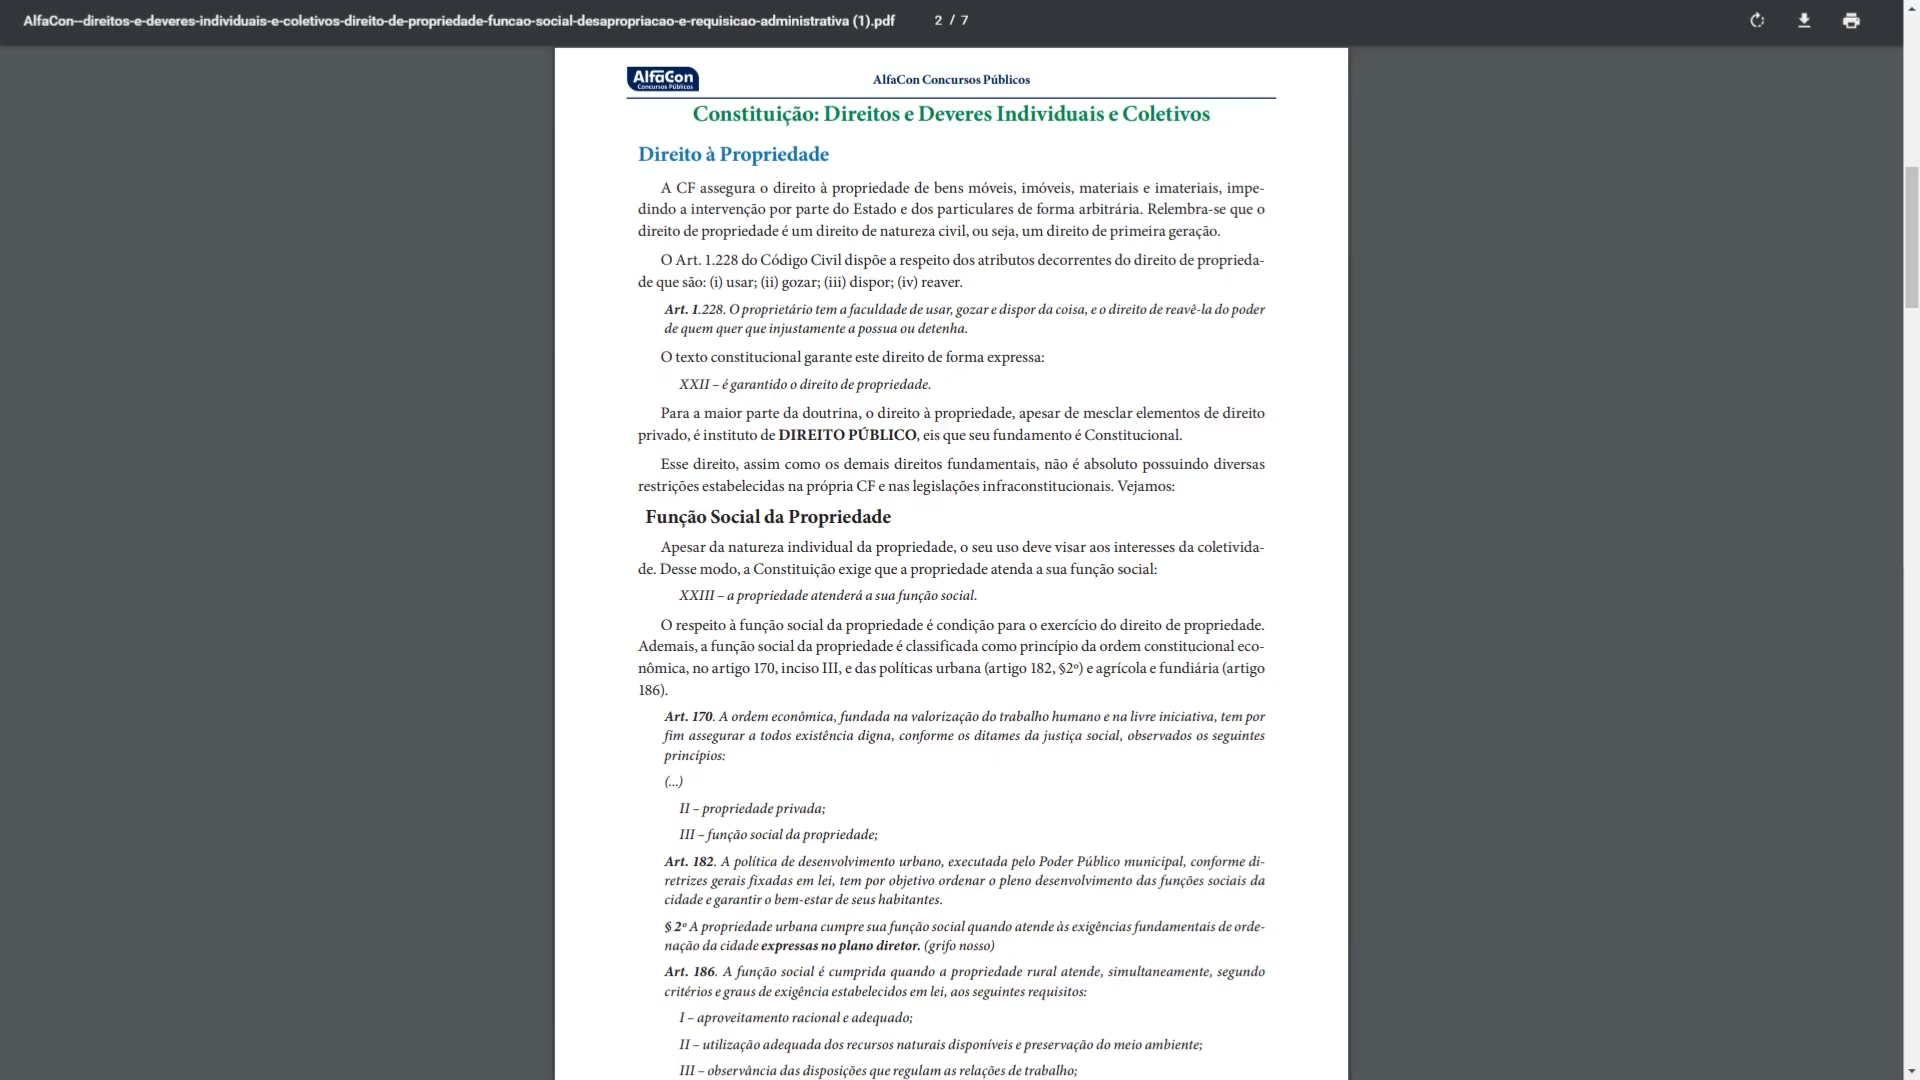 AlfaCon--direitos-e-deveres-individuais-e-coletivos-direito-de-propriedade-funcao-social-desapropriacao-e-requisicao-administrativa (1).pdf
2 / 7
AlfaCon
Concursos Públicos
AlfaCon Concursos Públicos
Constituição: Direitos e Deveres Individuais e Coletivos
Direito à Propriedade
A CF assegura o direito à propriedade de bens móveis, imóveis, materiais e imateriais, impe-
dindo a intervenção por parte do Estado e dos particulares de forma arbitrária. Relembra-se que o
direito de propriedade é um direito de natureza civil, ou seja, um direito de primeira geração.
O Art. 1.228 do Código Civil dispõe a respeito dos atributos decorrentes do direito de proprieda-
de que são: (i) usar; (ii) gozar; (iii) dispor; (iv) reaver.
Art. 1.228. O proprietário tem a faculdade de usar, gozar e dispor da coisa, e o direito de reavê-la do poder
de quem quer que injustamente a possua ou detenha.
O texto constitucional garante este direito de forma expressa:
XXII – é garantido o direito de propriedade.
Para a maior parte da doutrina, o direito à propriedade, apesar de mesclar elementos de direito
privado, é instituto de DIREITO PÚBLICO, eis que seu fundamento é Constitucional.
Esse direito, assim como os demais direitos fundamentais, não é absoluto possuindo diversas
restrições estabelecidas na própria CF e nas legislações infraconstitucionais. Vejamos:
Função Social da Propriedade
Apesar da natureza individual da propriedade, o seu uso deve visar aos interesses da coletivida-
de. Desse modo, a Constituição exige que a propriedade atenda a sua função social:
XXIII – a propriedade atenderá a sua função social.
O respeito à função social da propriedade é condição para o exercício do direito de propriedade.
Ademais, a função social da propriedade é classificada como princípio da ordem constitucional eco-
nômica, no artigo 170, inciso III, e das políticas urbana (artigo 182, §2º) e agrícola e fundiária (artigo
186).
Art. 170. A ordem econômica, fundada na valorização do trabalho humano e na livre iniciativa, tem por
fim assegurar a todos existência digna, conforme os ditames da justiça social, observados os seguintes
princípios:
(...)
II – propriedade privada;
III – função social da propriedade;
Art. 182. A política de desenvolvimento urbano, executada pelo Poder Público municipal, conforme di-
retrizes gerais fixadas em lei, tem por objetivo ordenar o pleno desenvolvimento das funções sociais da
cidade e garantir o bem-estar de seus habitantes.
§ 2º A propriedade urbana cumpre sua função social quando atende às exigências fundamentais de orde-
nação da cidade expressas no plano diretor. (grifo nosso)
Art. 186. A função social é cumprida quando a propriedade rural atende, simultaneamente, segundo
critérios e graus de exigência estabelecidos em lei, aos seguintes requisitos:
I – aproveitamento racional e adequado;
II – utilização adequada dos recursos naturais disponíveis e preservação do meio ambiente;
III – observância das disposições que regulam as relações de trabalho;